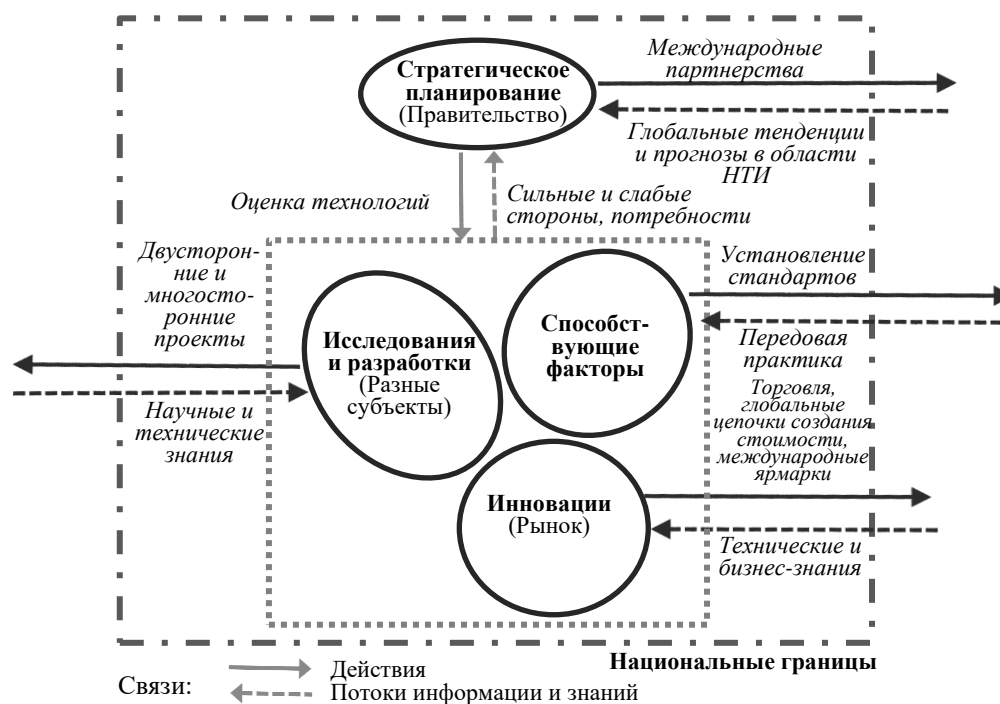 Стратегическое
планирование
(Правительство)
Международные
партнерства
Глобальные тенденции
и прогнозы в области
НТИ
Оценка технологий
Сильные и слабые
стороны, потребности
Двусторон-
ние и
многосто-
ронние
проекты
Установление
стандартов
Исследования
и разработки
(Разные
субъекты)
Способст-
вующие
факторы
Передовая
практика
Научные и
технические
знания
Торговля,
глобальные
цепочки создания
стоимости,
международные
ярмарки
Инновации
(Рынок)
Технические и
бизнес-знания
Национальные границы
Связи:
Действия
Потоки информации и знаний